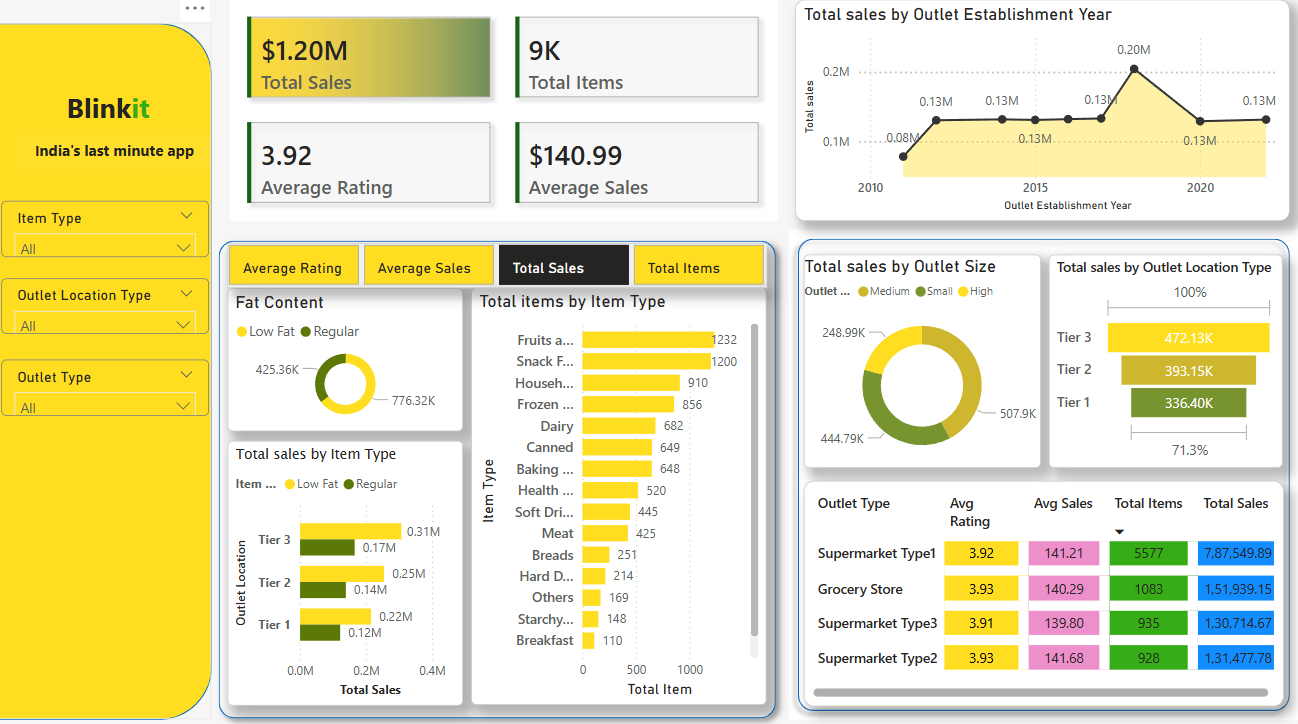 Blinkit
India's last minute app
Item Type
All
Outlet Location Type
All
Outlet Type
All
$1.20M
Total Sales
9K
Total Items
3.92
Average Rating
$140.99
Average Sales
Total sales by Outlet Establishment Year
Total sales
0.2M
0.1M
0.08M
0.13M
0.13M
0.13M
0.13M
0.20M
0.13M
0.13M
2010
2015
2020
Outlet Establishment Year
Average Rating
Average Sales
Total Sales
Total Items
Fat Content
Low Fat
Regular
425.36K
776.32K
Total sales by Item Type
Item ...
Low Fat
Regular
Outlet Location
Tier 3
0.31M
0.17M
Tier 2
0.25M
0.14M
Tier 1
0.22M
0.12M
0.0M
0.2M
0.4M
Total Sales
Total items by Item Type
Item Type
Fruits a...
1232
Snack F...
1200
Househ...
910
Frozen ...
856
Dairy
682
Canned
649
Baking ...
648
Health ...
520
Soft Dri...
445
Meat
425
Breads
251
Hard D...
214
Others
169
Starchy...
148
Breakfast
110
0
500
1000
Total Item
Total sales by Outlet Size
Outlet ...
Medium
Small
High
248.99K
507.9K
444.79K
Total sales by Outlet Location Type
100%
Tier 3
472.13K
Tier 2
393.15K
Tier 1
336.40K
71.3%
Outlet Type Avg Rating Avg Sales Total Items Total Sales
Supermarket Type1 3.92 141.21 5577 7,87,549.89
Grocery Store 3.93 140.29 1083 1,51,939.15
Supermarket Type3 3.91 139.80 935 1,30,714.67
Supermarket Type2 3.93 141.68 928 1,31,477.78